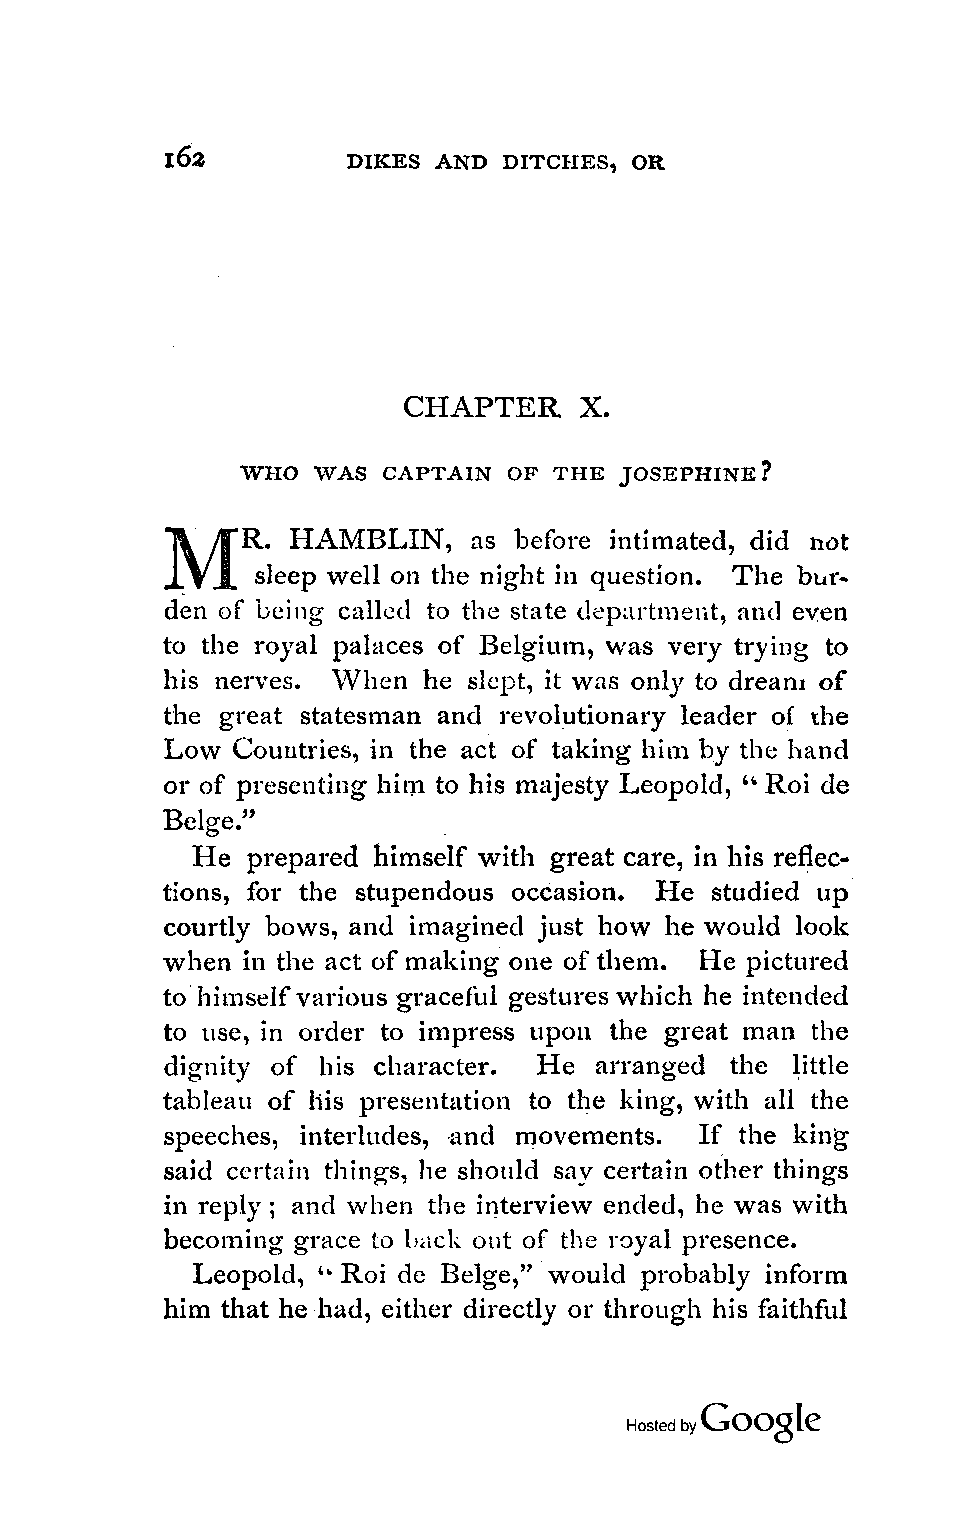 162 DIKES AND DITCHES, OR
CHAPTER X.
WHO WAS CAPTAIN OF THE JOSEPHINE?
MR. HAMBLIN, as before intimated, did not
sleep well on the night in question. The bur-
den of being called to the state department, and even
to the royal palaces of Belgium, was very trying to
his nerves. When he slept, it was only to dream of
the great statesman and revolutionary leader of the
Low Countries, in the act of taking him by the hand
or of presenting him to his majesty Leopold, “Roi de
Belge.”
He prepared himself with great care, in his reflec-
tions, for the stupendous occasion. He studied up
courtly bows, and imagined just how he would look
when in the act of making one of them. He pictured
to himself various graceful gestures which he intended
to use, in order to impress upon the great man the
dignity of his character. He arranged the little
tableau of his presentation to the king, with all the
speeches, interludes, and movements. If the king
said certain things, he should say certain other things
in reply; and when the interview ended, he was with
becoming grace to back out of the royal presence.
Leopold, “Roi de Belge,” would probably inform
him that he had, either directly or through his faithful
Hosted by Google